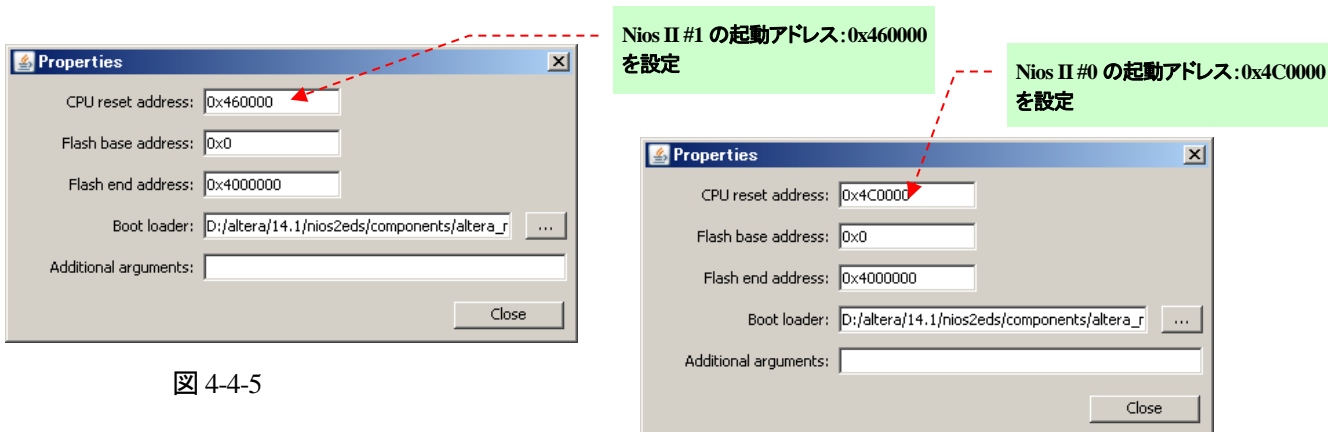 Nios II #1 の起動アドレス：0x460000
を設定
Properties
CPU reset address: 0x460000
Flash base address: 0x0
Flash end address: 0x4000000
Boot loader: D:/altera/14.1/nios2eds/components/altera_r ...
Additional arguments:
Close
図 4-4-5
Nios II #0 の起動アドレス：0x4C0000
を設定
Properties
CPU reset address: 0x4C0000
Flash base address: 0x0
Flash end address: 0x4000000
Boot loader: D:/altera/14.1/nios2eds/components/altera_r ...
Additional arguments:
Close